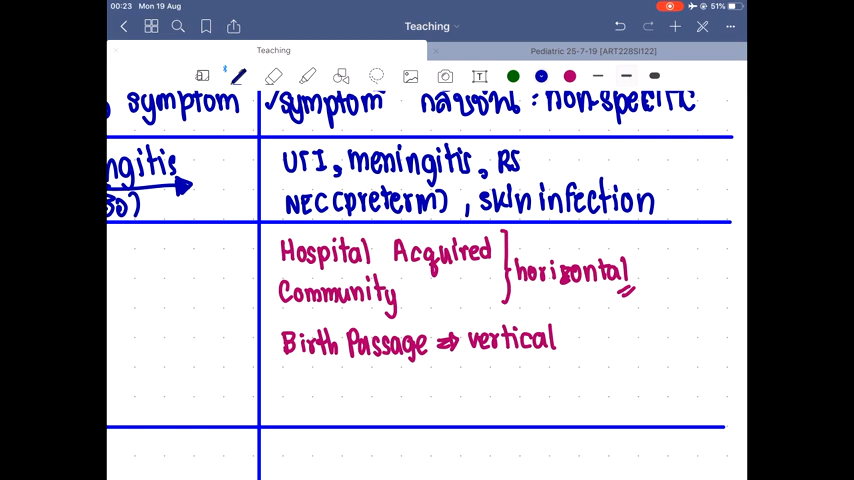 00:23 Mon 19 Aug
51%
Teaching
Teaching
Pediatric 25-7-19 [ART228SI122]
symptom
✓symptom : non-specific
ngitis
UTI, meningitis, RS
NEC(preterm), skin infection
Hospital Acquired
Community
horizontal
Birth Passage ⇒ vertical